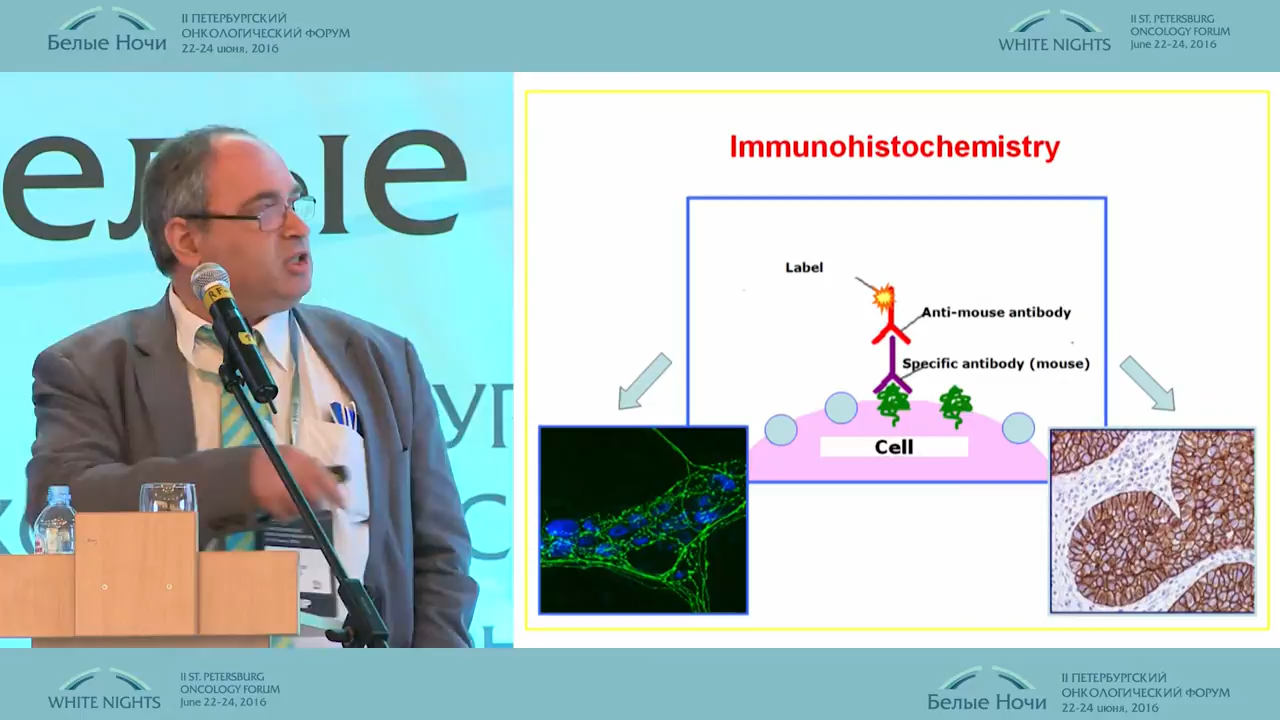 Белые Ночи
II ПЕТЕРБУРГСКИЙ
ОНКОЛОГИЧЕСКИЙ ФОРУМ
22-24 июня, 2016
WHITE NIGHTS
II ST. PETERSBURG
ONCOLOGY FORUM
June 22-24, 2016
елые
Immunohistochemistry
Label
Anti-mouse antibody
Specific antibody (mouse)
Cell
WHITE NIGHTS
II ST. PETERSBURG
ONCOLOGY FORUM
June 22-24, 2016
Белые Ночи
II ПЕТЕРБУРГСКИЙ
ОНКОЛОГИЧЕСКИЙ ФОРУМ
22-24 июня, 2016